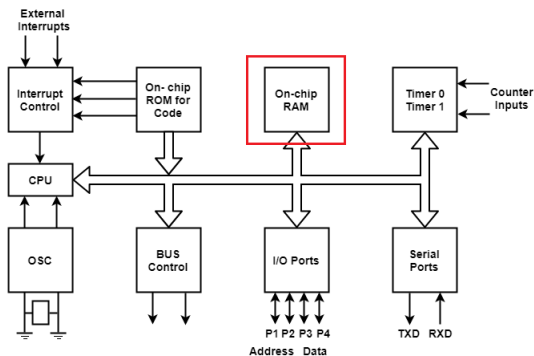 External
Interrupts
Interrupt
Control
On- chip
ROM for
Code
On-chip
RAM
Timer 0
Timer 1
Counter
Inputs
CPU
OSC
BUS
Control
I/O Ports
Serial
Ports
P1 P2 P3 P4
Address Data
TXD RXD